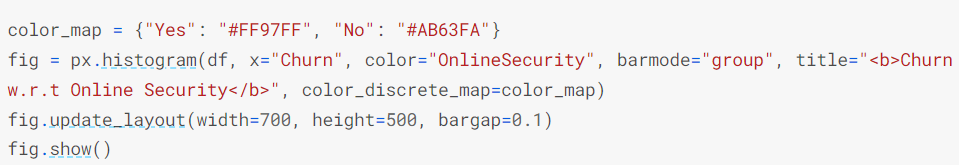 color_map = {"Yes": "#FF97FF", "No": "#AB63FA"}
fig = px.histogram(df, x="Churn", color="OnlineSecurity", barmode="group", title="<b>Churn
w.r.t Online Security</b>", color_discrete_map=color_map)
fig.update_layout(width=700, height=500, bargap=0.1)
fig.show()